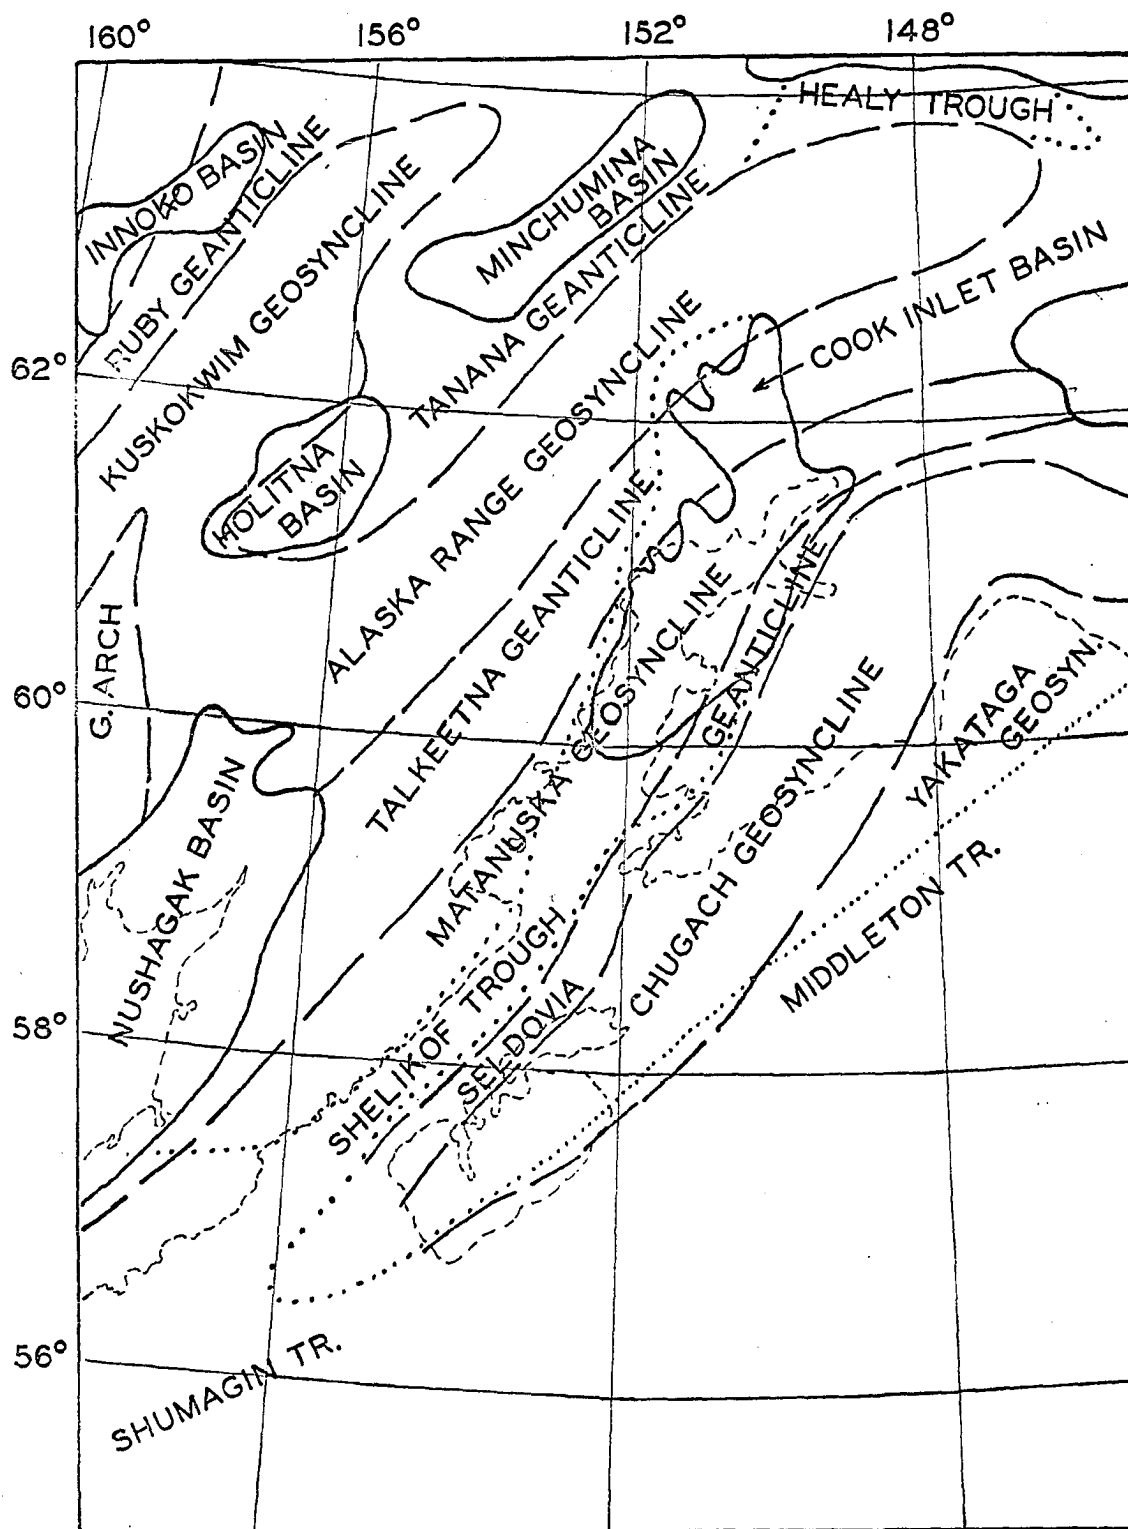 160° 156° 152° 148°
HEALY TROUGH
INNOKO BASIN
RUBY GEANTICLINE
KUSKOKWIM GEOSYNCLINE
MINCHUMINA
BASIN
TANANA GEANTICLINE
COOK INLET BASIN
62°
HOLITNA
BASIN
ALASKA RANGE GEOSYNCLINE
TALKEETNA GEANTICLINE
G. ARCH
60°
MATANUSKA GEOSYNCLINE
GEANTICLINE
YAKATAGA
GEOSYN.
NUSHAGAK BASIN
CHUGACH GEOSYNCLINE
MIDDLETON TR.
SHELIKOF TROUGH
SELDOVIA
58°
56°
SHUMAGIN TR.